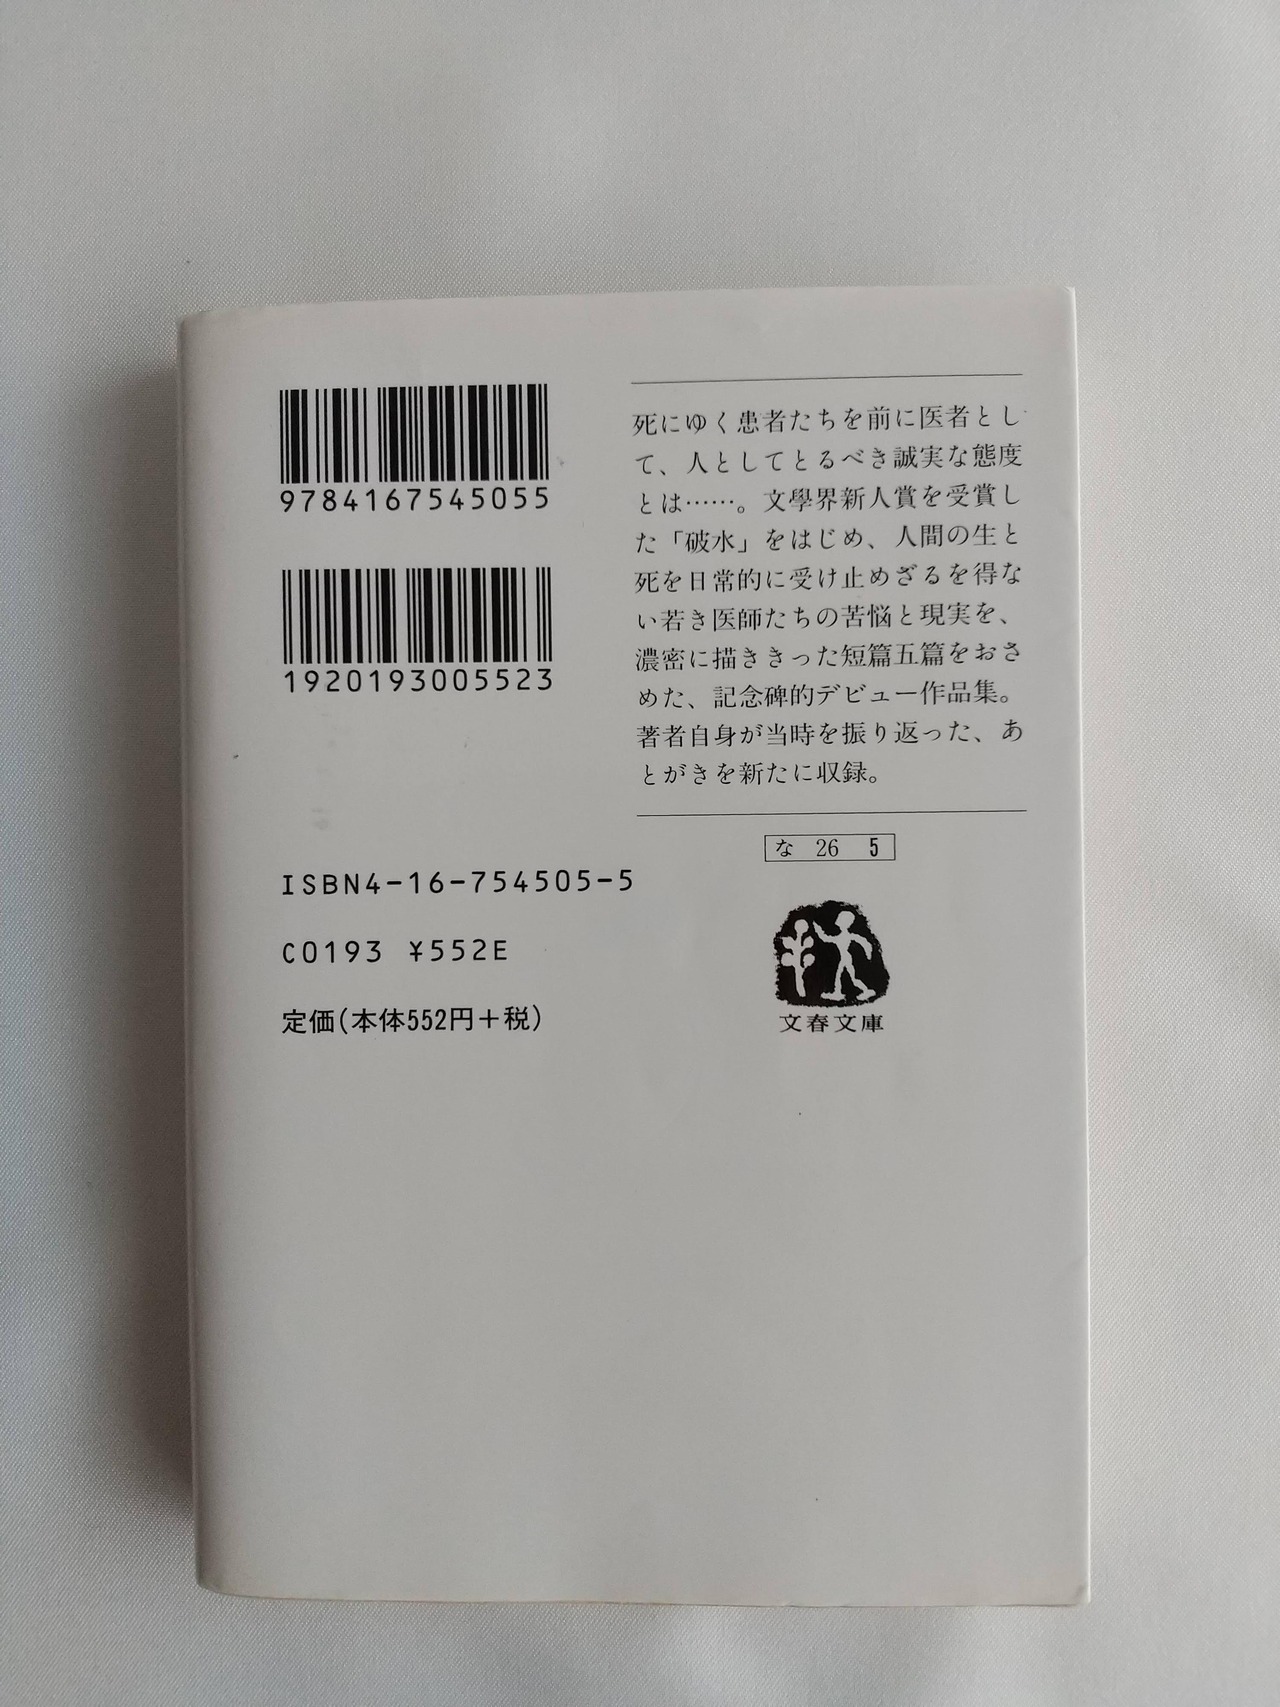 9784167545055
1920193005523
ISBN4-16-754505-5
C0193 ¥552E
定価(本体552円+税)
死にゆく患者たちを前に医者とし
て、人としてとるべき誠実な態度
とは……。文學界新人賞を受賞し
た「破水」をはじめ、人間の生と
死を日常的に受け止めざるを得な
い若き医師たちの苦悩と現実を、
濃密に描ききった短篇五篇をおさ
めた、記念碑的デビュー作品集。
著者自身が当時を振り返った、あ
とがきを新たに収録。
な 26 5
文春文庫